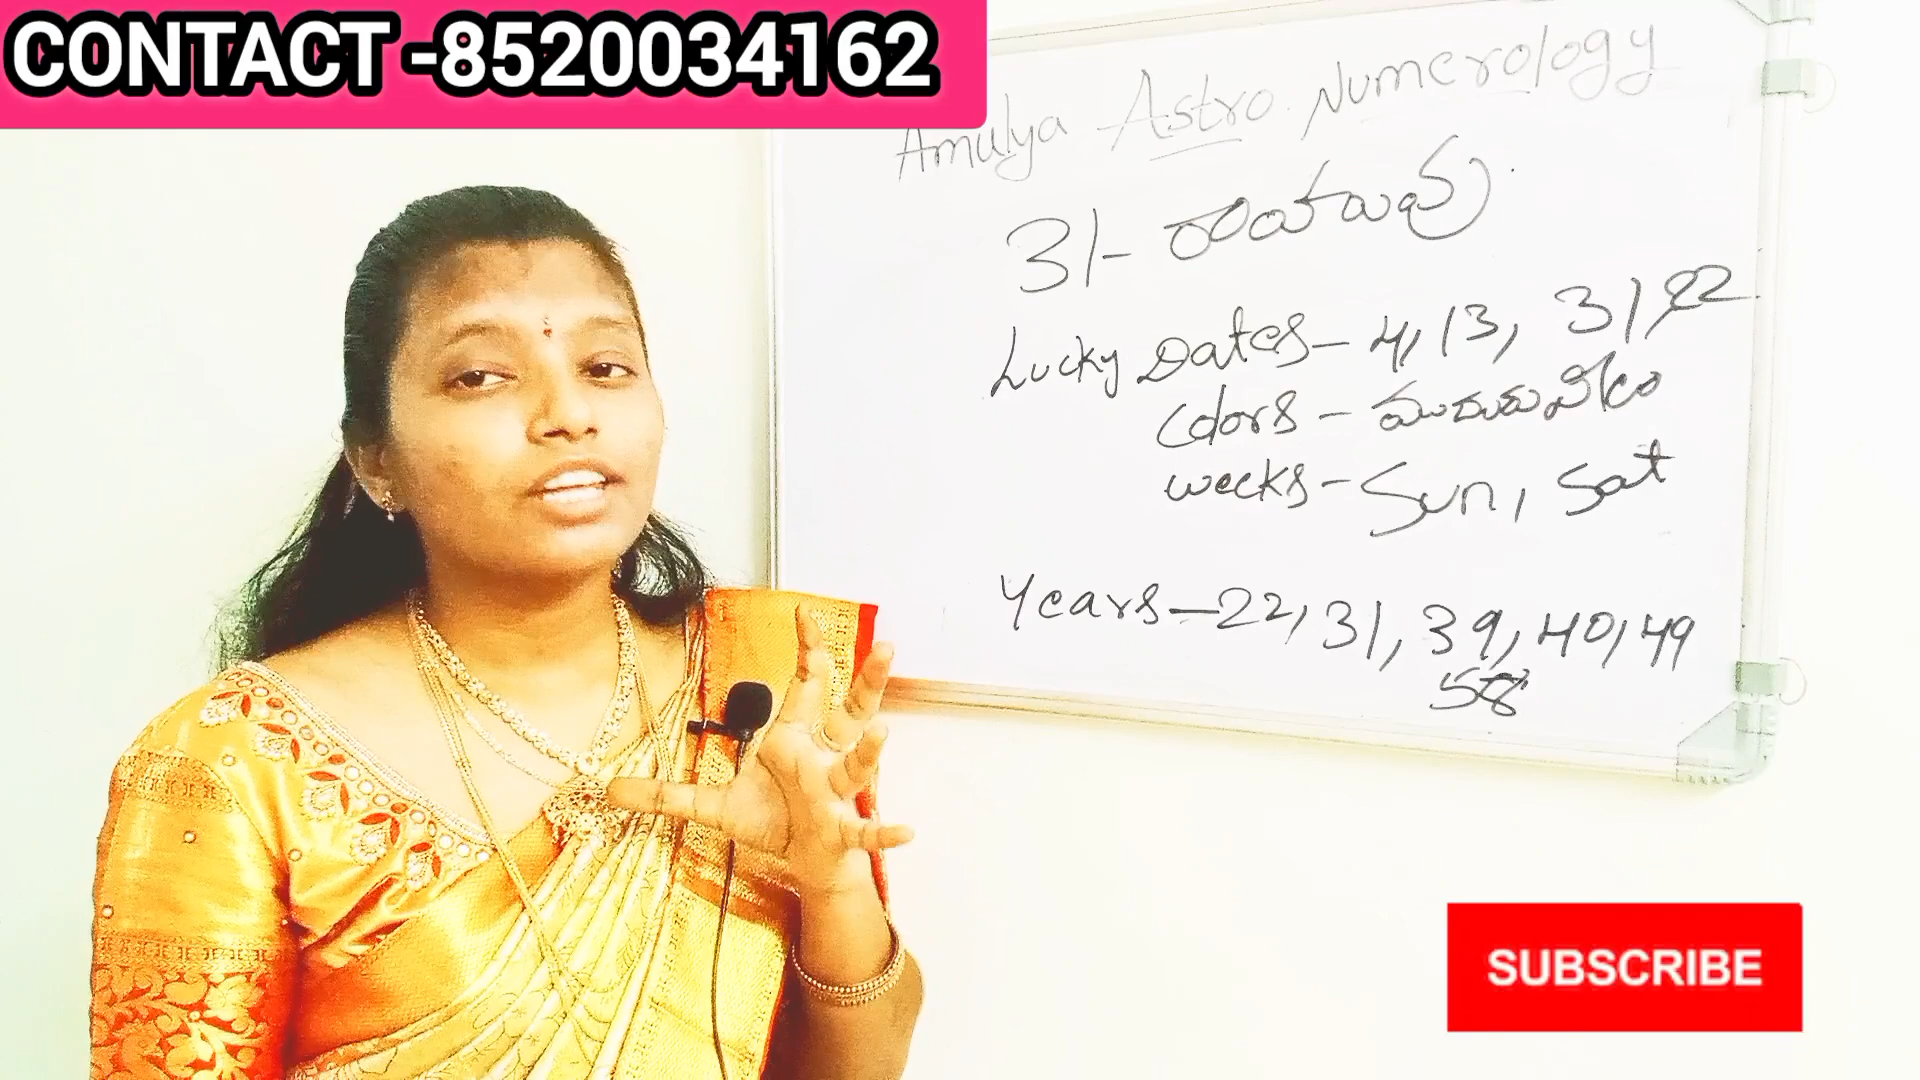 CONTACT -8520034162
Amulya Astro Numerology
31- రాయువు
Lucky Dates - 4, 13, 31, 22
Colors -
weeks - Sun, Sat
Years - 22, 31, 39, 40, 49
58
SUBSCRIBE